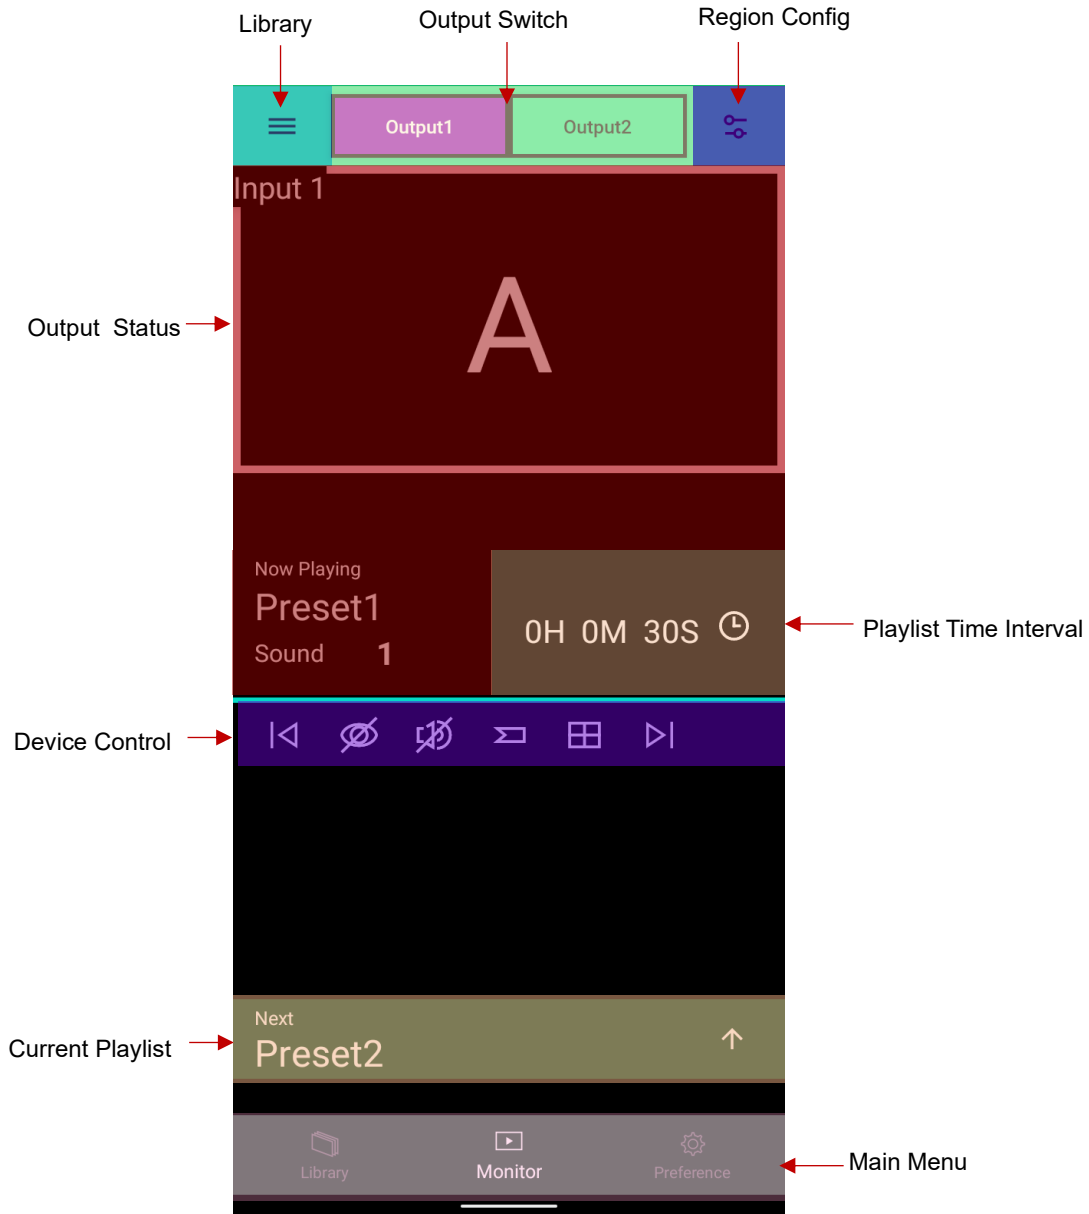 Library
Output Switch
Region Config
Output1
Output2
Input 1
A
Output Status
Now Playing
Preset1
Sound 1
0H 0M 30S
Playlist Time Interval
Device Control
Next
Preset2
Current Playlist
Library
Monitor
Preference
Main Menu